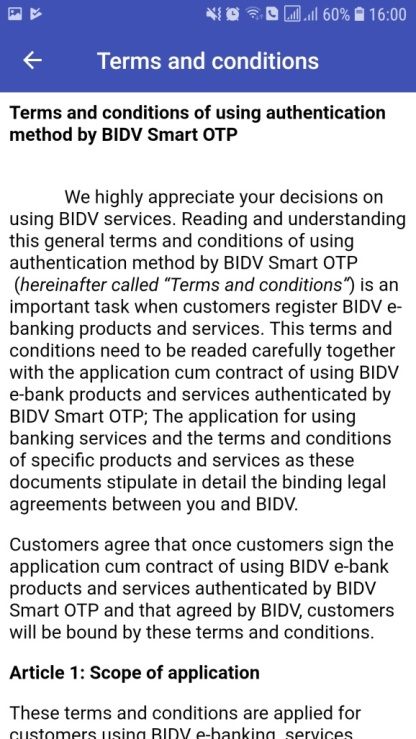 60% 16:00
Terms and conditions
Terms and conditions of using authentication
method by BIDV Smart OTP
We highly appreciate your decisions on
using BIDV services. Reading and understanding
this general terms and conditions of using
authentication method by BIDV Smart OTP
(hereinafter called “Terms and conditions”) is an
important task when customers register BIDV e-
banking products and services. This terms and
conditions need to be readed carefully together
with the application cum contract of using BIDV
e-bank products and services authenticated by
BIDV Smart OTP; The application for using
banking services and the terms and conditions
of specific products and services as these
documents stipulate in detail the binding legal
agreements between you and BIDV.
Customers agree that once customers sign the
application cum contract of using BIDV e-bank
products and services authenticated by BIDV
Smart OTP and that agreed by BIDV, customers
will be bound by these terms and conditions.
Article 1: Scope of application
These terms and conditions are applied for
customers using BIDV e-banking services